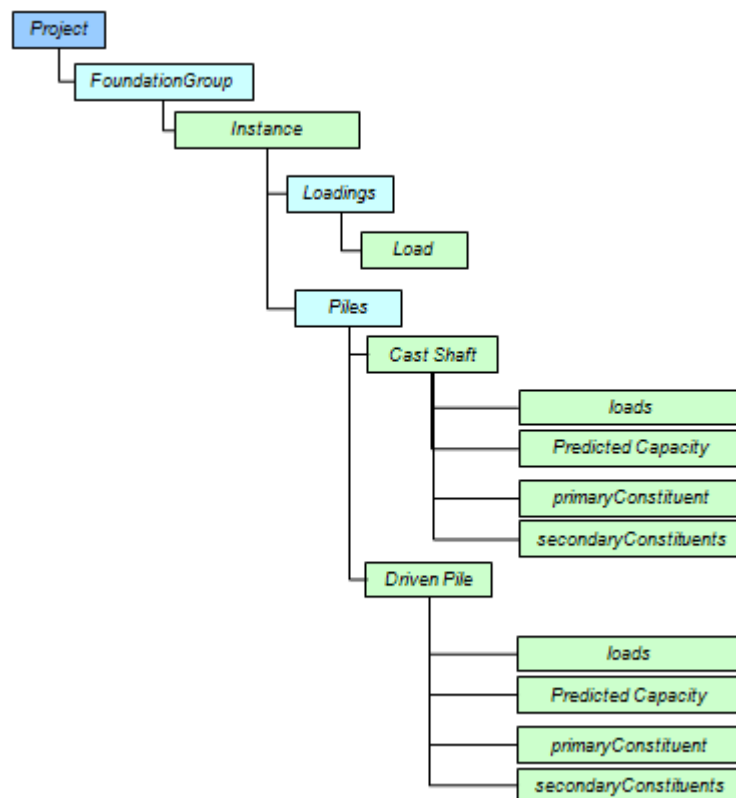 Project
FoundationGroup
Instance
Loadings
Load
Piles
Cast Shaft
loads
Predicted Capacity
primaryConstituent
secondaryConstituents
Driven Pile
loads
Predicted Capacity
primaryConstituent
secondaryConstituents